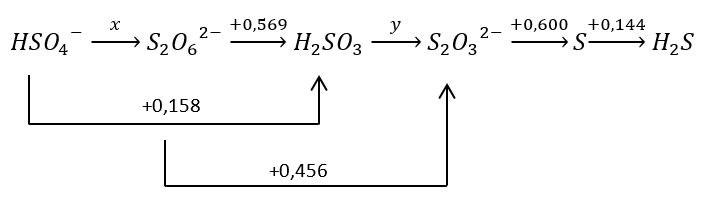 x +0,569 y +0,600 +0,144
HSO₄⁻ ⟶ S₂O₆²⁻ ⟶ H₂SO₃ ⟶ S₂O₃²⁻ ⟶ S ⟶ H₂S
+0,158
+0,456